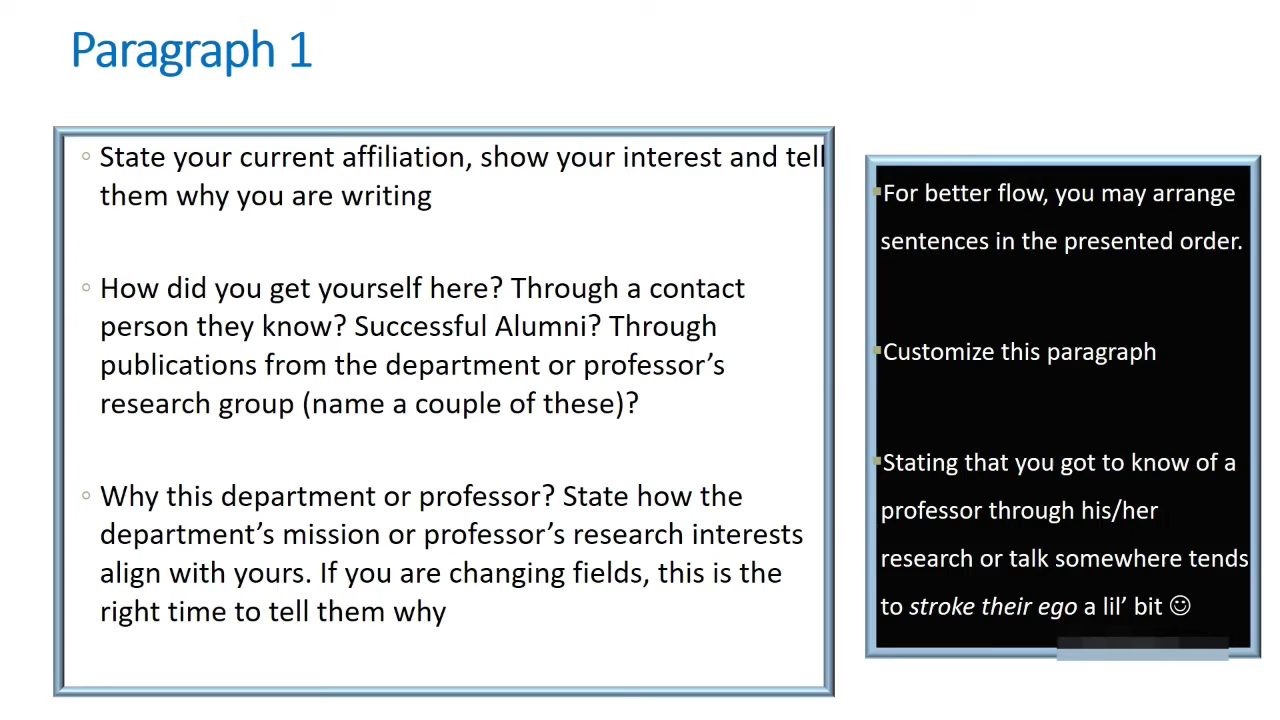 Paragraph 1
◦ State your current affiliation, show your interest and tell
them why you are writing
◦ How did you get yourself here? Through a contact
person they know? Successful Alumni? Through
publications from the department or professor’s
research group (name a couple of these)?
◦ Why this department or professor? State how the
department’s mission or professor’s research interests
align with yours. If you are changing fields, this is the
right time to tell them why
▪For better flow, you may arrange
sentences in the presented order.
▪Customize this paragraph
▪Stating that you got to know of a
professor through his/her
research or talk somewhere tends
to stroke their ego a lil’ bit ☺